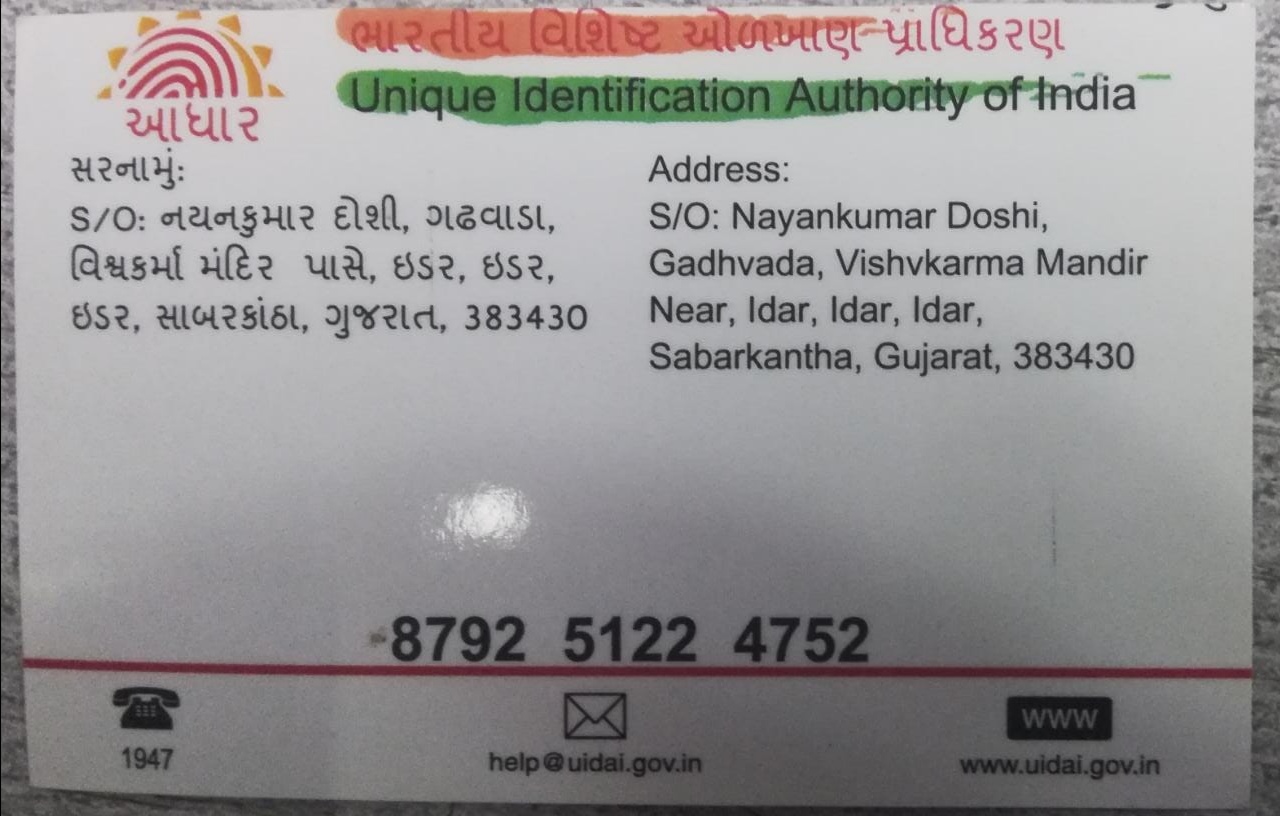 ભારતીય વિશિષ્ટ ઓળખાણ પ્રાધિકરણ
Unique Identification Authority of India
આધાર
સરનામું:
S/O: નયનકુમાર દોશી, ગઢવાડા,
વિશ્વકર્મા મંદિર પાસે, ઇડર, ઇડર,
ઇડર, સાબરકાંઠા, ગુજરાત, 383430
Address:
S/O: Nayankumar Doshi,
Gadhvada, Vishvkarma Mandir
Near, Idar, Idar, Idar,
Sabarkantha, Gujarat, 383430
8792 5122 4752
1947
help@uidai.gov.in
WWW
www.uidai.gov.in